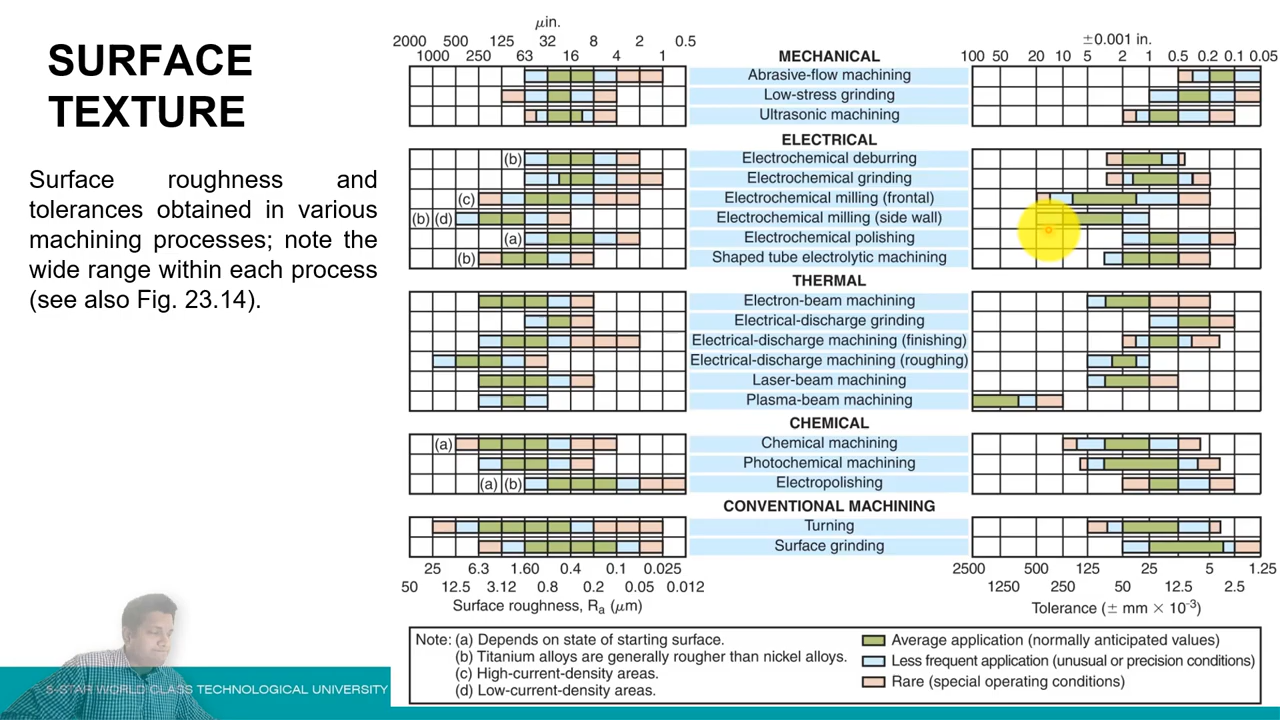 SURFACE
TEXTURE
Surface roughness and
tolerances obtained in various
machining processes; note the
wide range within each process
(see also Fig. 23.14).
μin.
2000 500 125 32 8 2 0.5
1000 250 63 16 4 1
±0.001 in.
100 50 20 10 5 2 1 0.5 0.2 0.1 0.05
MECHANICAL
Abrasive-flow machining
Low-stress grinding
Ultrasonic machining
ELECTRICAL
(b) Electrochemical deburring
Electrochemical grinding
(c) Electrochemical milling (frontal)
(b) (d) Electrochemical milling (side wall)
(a) Electrochemical polishing
(b) Shaped tube electrolytic machining
THERMAL
Electron-beam machining
Electrical-discharge grinding
Electrical-discharge machining (finishing)
Electrical-discharge machining (roughing)
Laser-beam machining
Plasma-beam machining
CHEMICAL
(a) Chemical machining
Photochemical machining
(a) (b) Electropolishing
CONVENTIONAL MACHINING
Turning
Surface grinding
25 6.3 1.60 0.4 0.1 0.025
50 12.5 3.12 0.8 0.2 0.05 0.012
Surface roughness, Ra (μm)
2500 500 125 25 5 1.25
1250 250 50 12.5 2.5
Tolerance (± mm × 10-3)
Note: (a) Depends on state of starting surface.
(b) Titanium alloys are generally rougher than nickel alloys.
(c) High-current-density areas.
(d) Low-current-density areas.
Average application (normally anticipated values)
Less frequent application (unusual or precision conditions)
Rare (special operating conditions)
5-STAR WORLD CLASS TECHNOLOGICAL UNIVERSITY